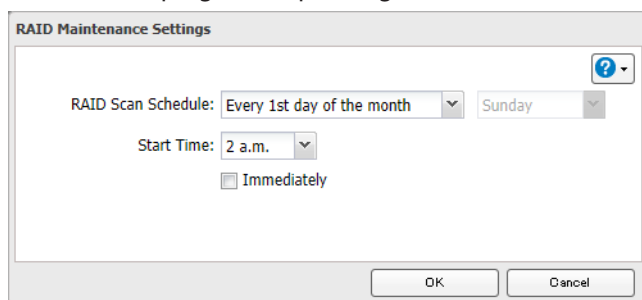 RAID Maintenance Settings
?
RAID Scan Schedule: Every 1st day of the month Sunday
Start Time: 2 a.m.
Immediately
OK Cancel